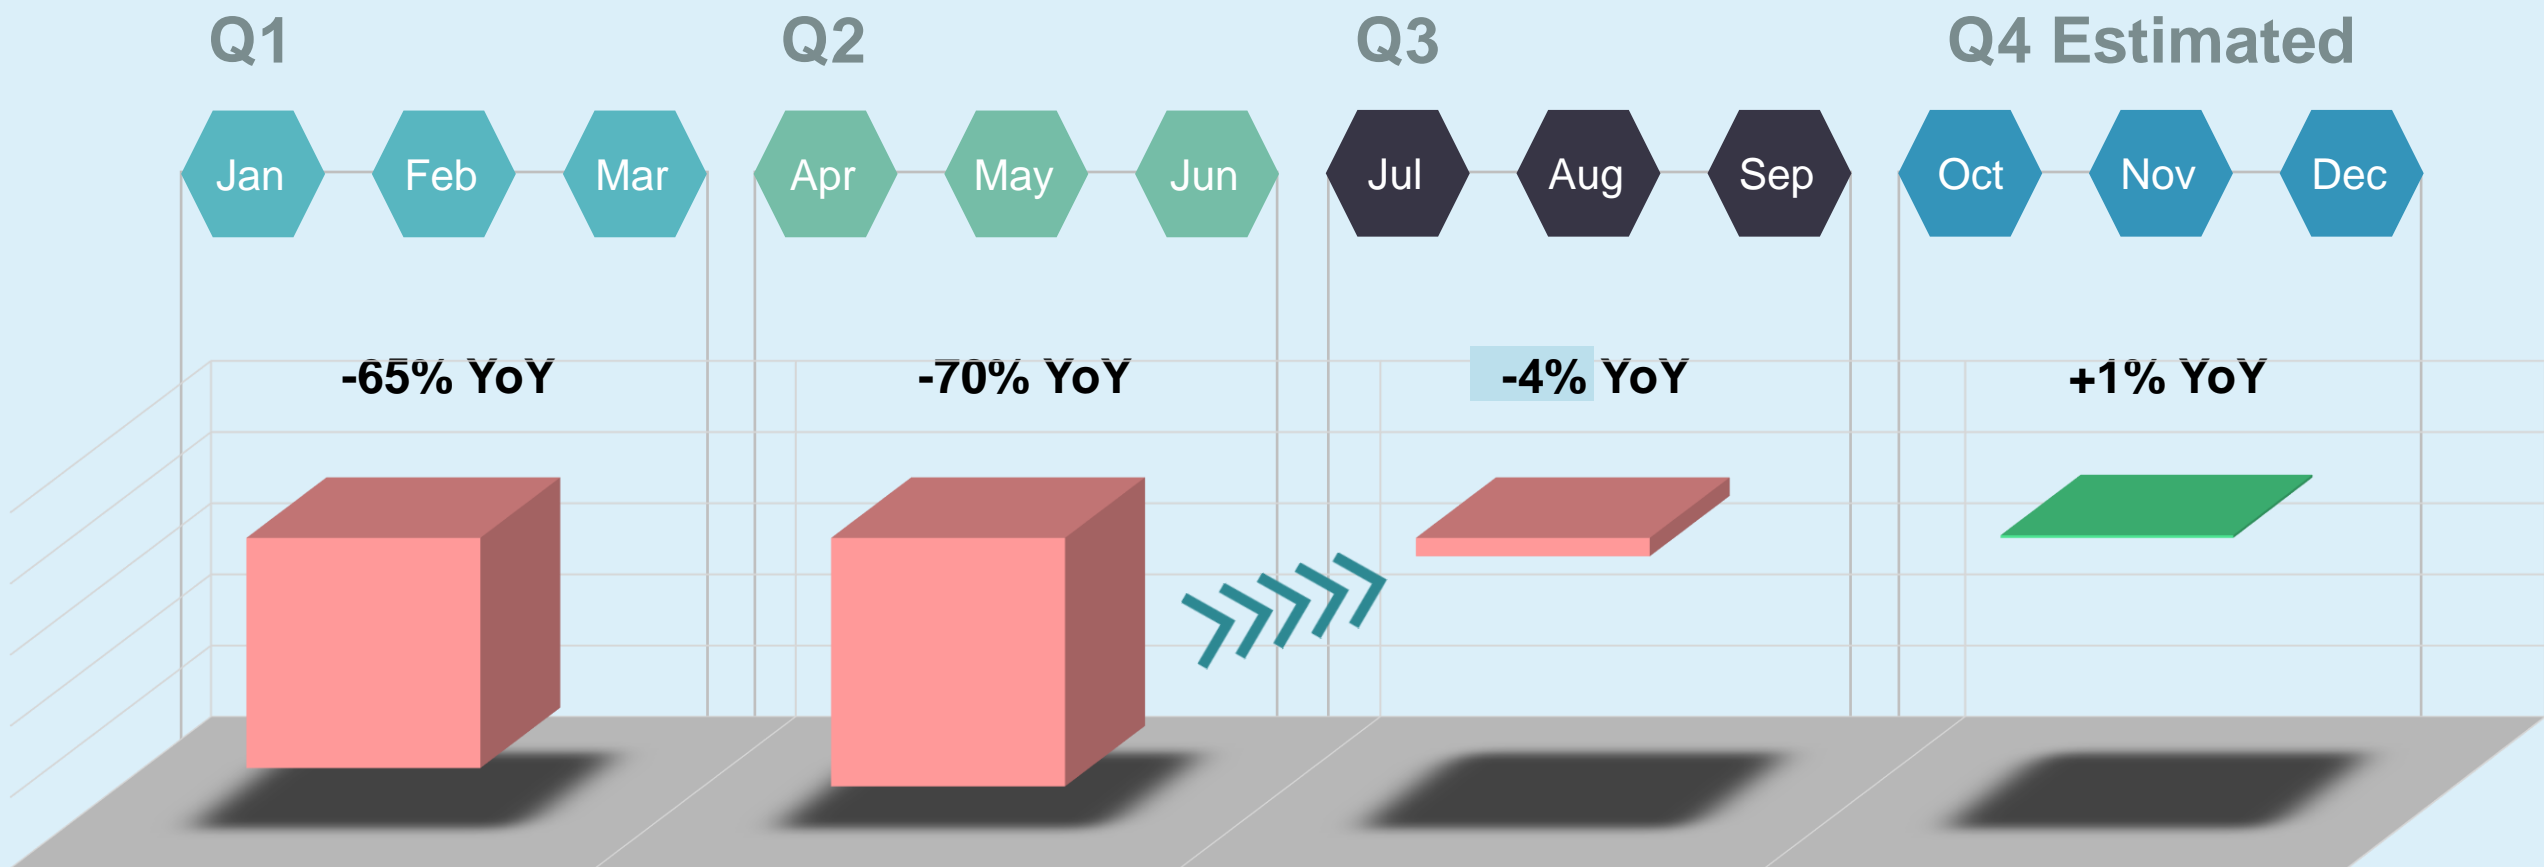 Q1 Q2 Q3 Q4 Estimated
Jan Feb Mar Apr May Jun Jul Aug Sep Oct Nov Dec
-65% YoY -70% YoY -4% YoY +1% YoY